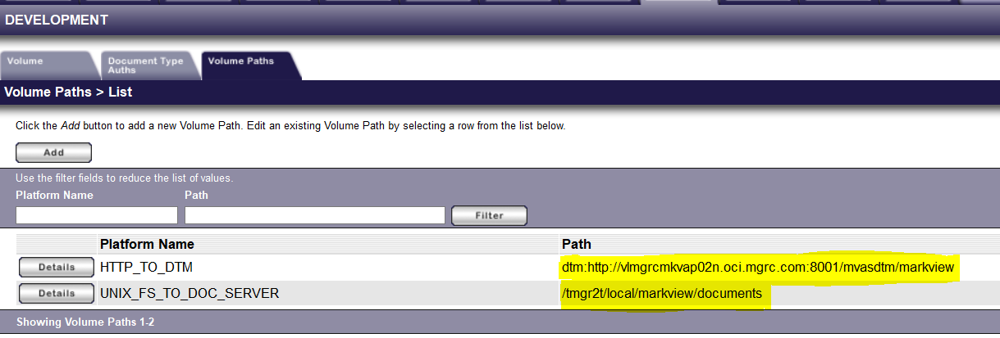 DEVELOPMENT
Volume
Document Type
Auths
Volume Paths
Volume Paths > List
Click the Add button to add a new Volume Path. Edit an existing Volume Path by selecting a row from the list below.
Add
Use the filter fields to reduce the list of values.
Platform Name Path
Filter
Platform Name Path
Details HTTP_TO_DTM dtm:http://vlmgrcmkvap02n.oci.mgrc.com:8001/mvasdtm/markview
Details UNIX_FS_TO_DOC_SERVER /tmgr2t/local/markview/documents
Showing Volume Paths 1-2